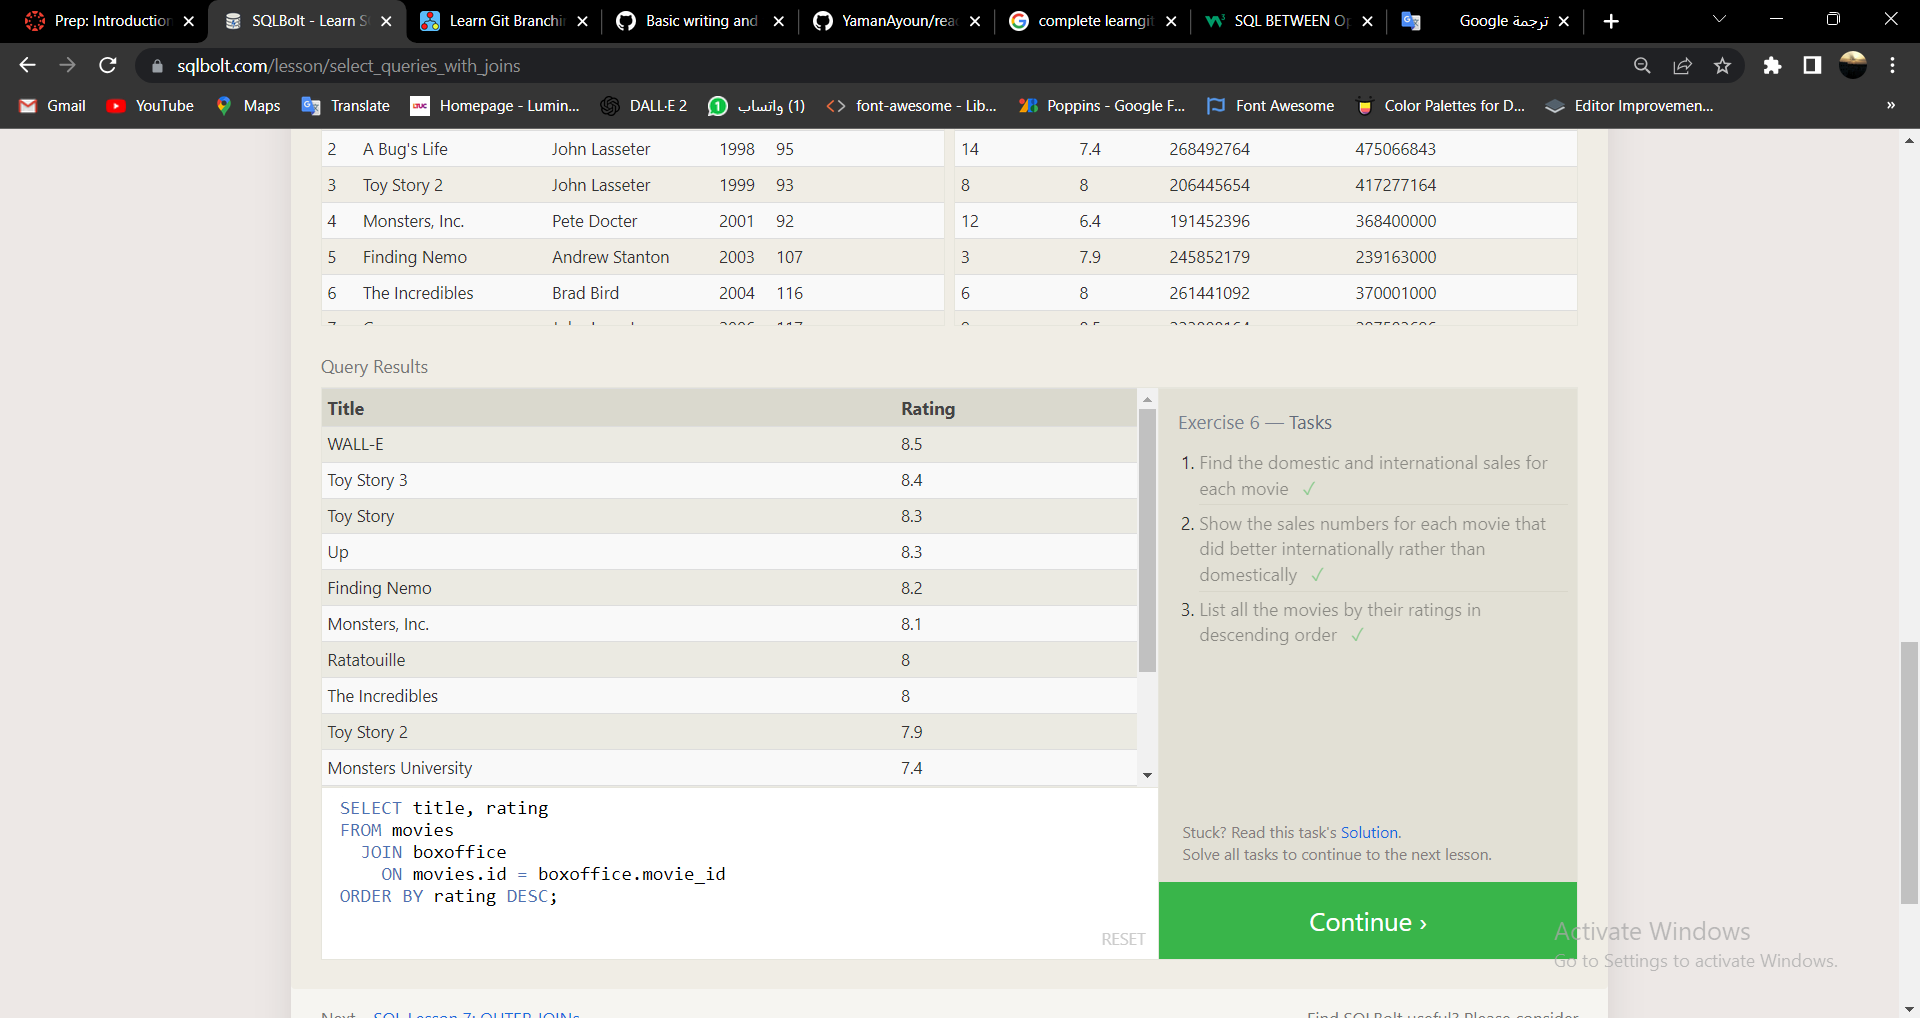 Prep: Introduction
SQLBolt - Learn S
Learn Git Branchi
Basic writing and
YamanAyoun/rea
complete learngit
SQL BETWEEN Op
ترجمة Google
sqlbolt.com/lesson/select_queries_with_joins
Gmail
YouTube
Maps
Translate
LTUC
Homepage - Lumin...
DALL·E 2
(1) واتساب
font-awesome - Lib...
Poppins - Google F...
Font Awesome
Color Palettes for D...
Editor Improvemen...
»
2 A Bug's Life John Lasseter 1998 95
14 7.4 268492764 475066843
3 Toy Story 2 John Lasseter 1999 93
8 8 206445654 417277164
4 Monsters, Inc. Pete Docter 2001 92
12 6.4 191452396 368400000
5 Finding Nemo Andrew Stanton 2003 107
3 7.9 245852179 239163000
6 The Incredibles Brad Bird 2004 116
6 8 261441092 370001000
Query Results
Title Rating
WALL-E 8.5
Toy Story 3 8.4
Toy Story 8.3
Up 8.3
Finding Nemo 8.2
Monsters, Inc. 8.1
Ratatouille 8
The Incredibles 8
Toy Story 2 7.9
Monsters University 7.4
SELECT title, rating
FROM movies
JOIN boxoffice
ON movies.id = boxoffice.movie_id
ORDER BY rating DESC;
RESET
Exercise 6 — Tasks
1. Find the domestic and international sales for
each movie ✓
2. Show the sales numbers for each movie that
did better internationally rather than
domestically ✓
3. List all the movies by their ratings in
descending order ✓
Stuck? Read this task's Solution.
Solve all tasks to continue to the next lesson.
Continue ›
Activate Windows
Go to Settings to activate Windows.
Next – SQL Lesson 7: OUTER JOINs
Find SQLBolt useful? Please consider